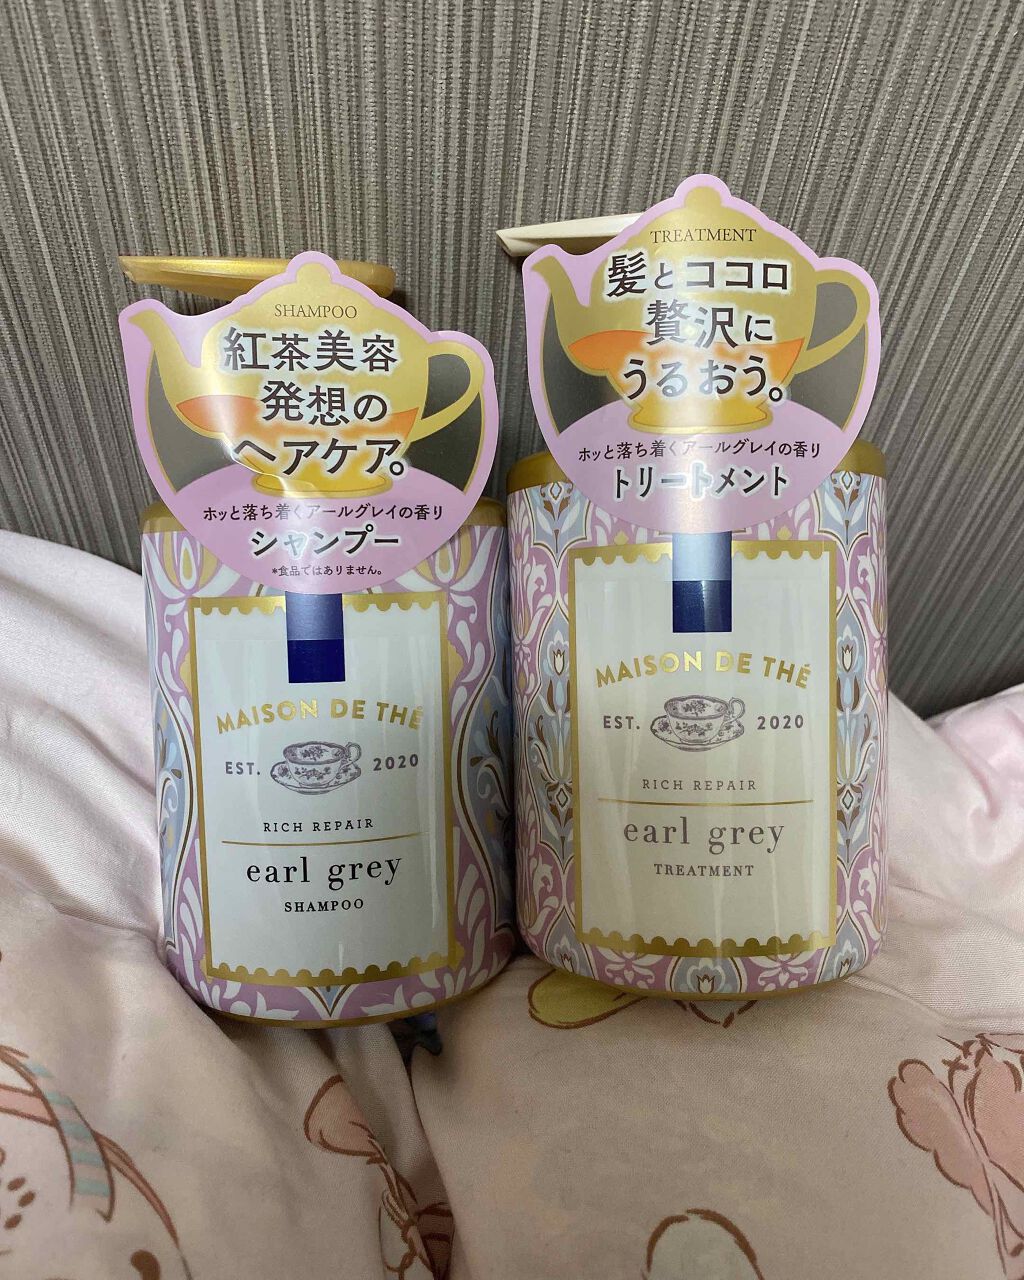 SHAMPOO
紅茶美容
発想の
ヘアケア。
ホッと落ち着くアールグレイの香り
シャンプー
*食品ではありません。
MAISON DE THÉ
EST. 2020
RICH REPAIR
earl grey
SHAMPOO
TREATMENT
髪とココロ
贅沢に
うるおう。
ホッと落ち着くアールグレイの香り
トリートメント
MAISON DE THÉ
EST. 2020
RICH REPAIR
earl grey
TREATMENT